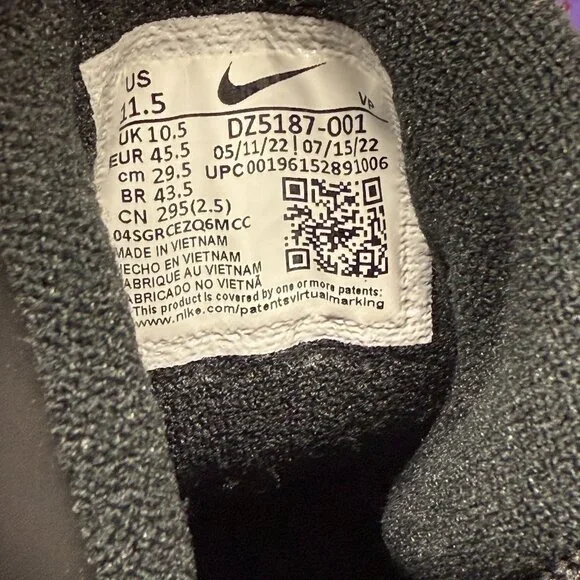 US
11.5
VP
UK 10.5
DZ5187-001
EUR 45.5
05/11/22 | 07/15/22
cm 29.5
UPC00196152891006
BR 43.5
CN 295(2.5)
04SGRCEZQ6MCC
MADE IN VIETNAM
HECHO EN VIETNAM
FABRIQUE AU VIETNAM
FABRICADO NO VIETNÃ
This product is covered by one or more patents:
www.nike.com/patentsvirtualmarking